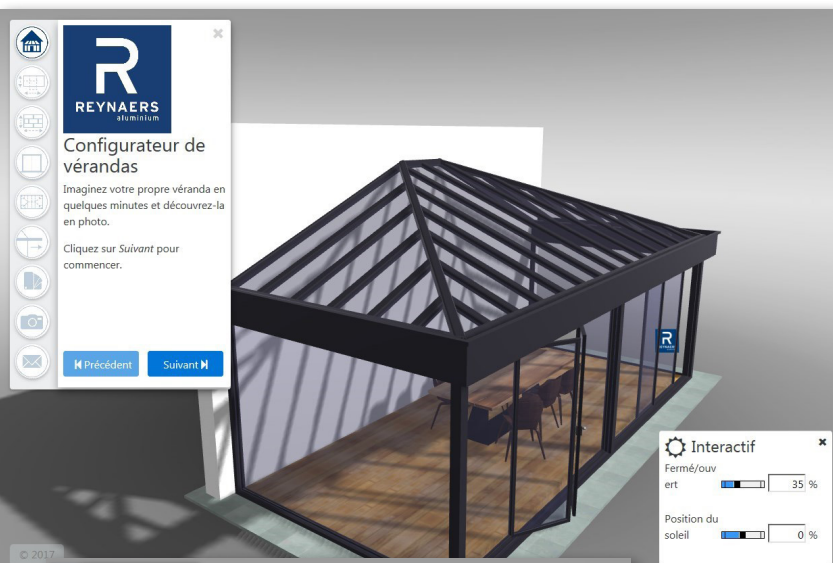 R
REYNAERS
aluminium
Configurateur de
vérandas
Imaginez votre propre véranda en
quelques minutes et découvrez-la
en photo.
Cliquez sur Suivant pour
commencer.
Précédent
Suivant
R
Interactif
Fermé/ouv
ert
35 %
Position du
soleil
0 %
© 2017